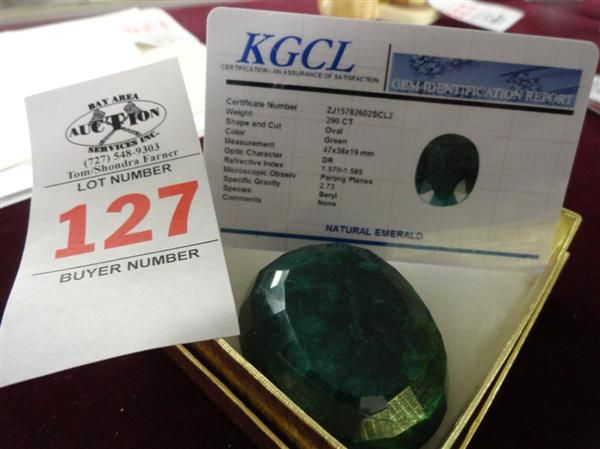 BAY AREA
AUCTION
SERVICES INC.
(727) 548-9303
Tom/Shondra Farner
LOT NUMBER
127
BUYER NUMBER
KGCL
CERTIFICATION | AN ASSURANCE OF SATISFACTION
GEM IDENTIFICATION REPORT
Certificate Number ZJ15782602SCL2
Weight 290 CT
Shape and Cut Oval
Color Green
Measurement 47x38x19 mm
Optic Character DR
Refractive Index 1.570-1.585
Microscopic Observ Parting Planes
Specific Gravity 2.73
Species Beryl
Comments None
NATURAL EMERALD